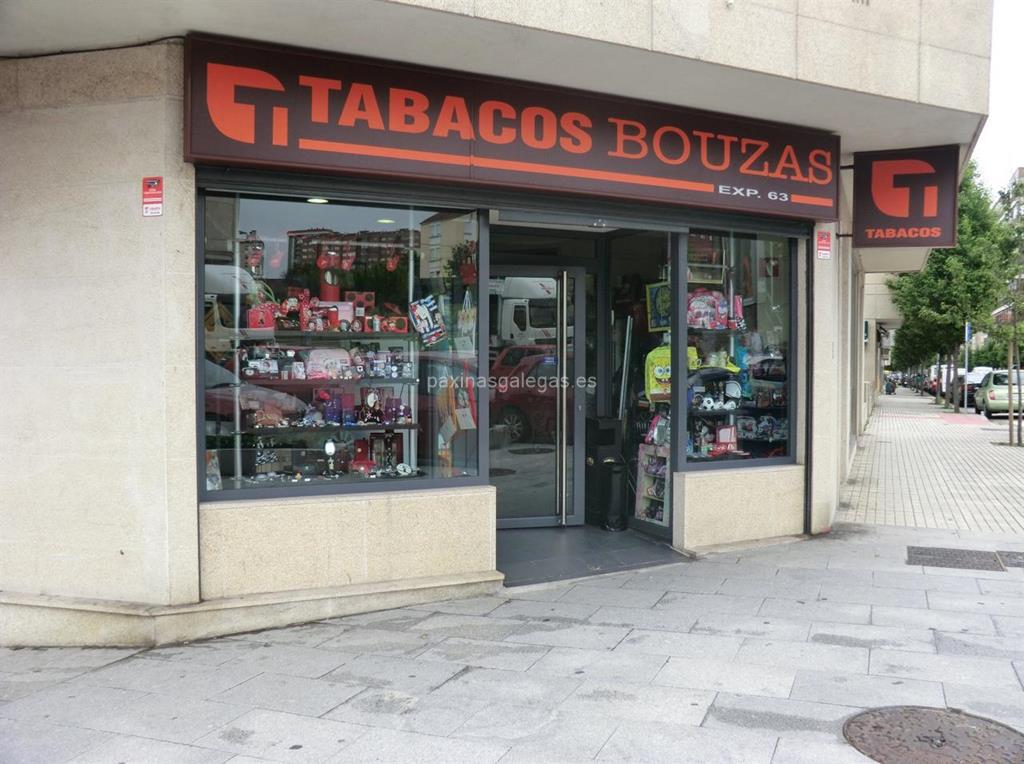 TABACOS BOUZAS
EXP. 63
TABACOS
paxinasgalegas.es